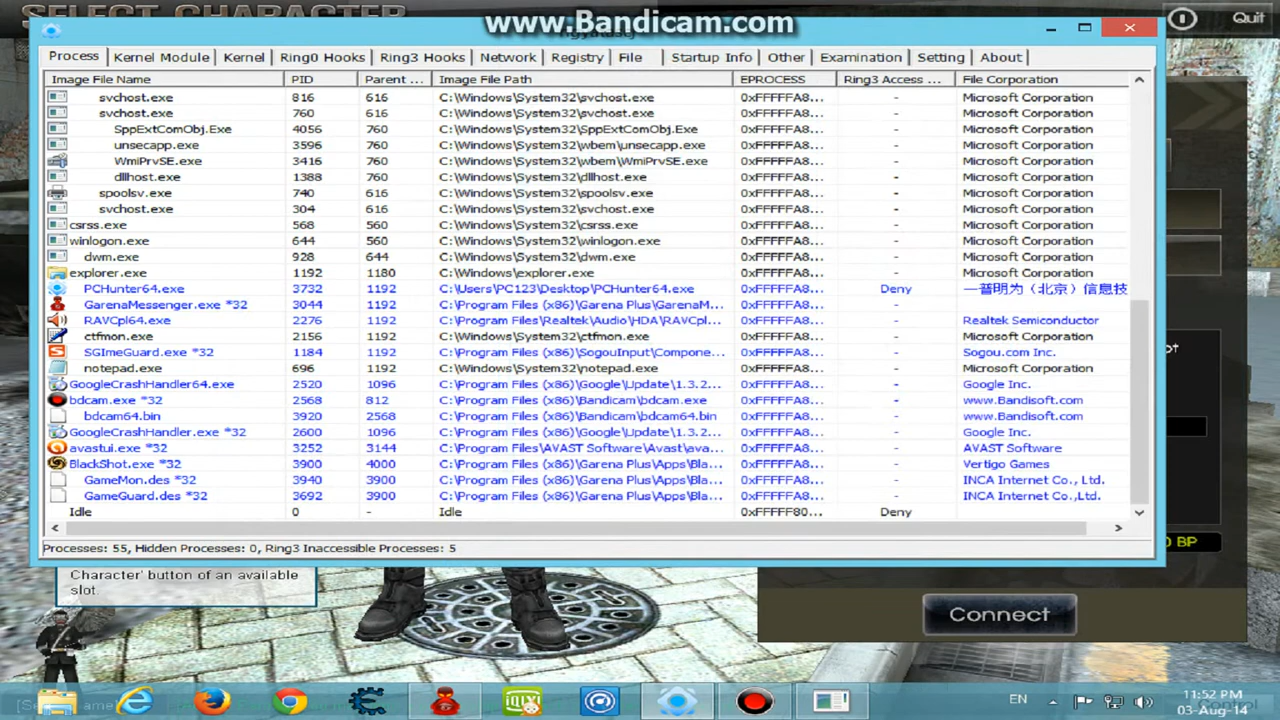 SELECT CHARACTER
www.Bandicam.com
Quit
Process Kernel Module Kernel Ring0 Hooks Ring3 Hooks Network Registry File Startup Info Other Examination Setting About
Image File Name PID Parent ... Image File Path EPROCESS Ring3 Access ... File Corporation
svchost.exe 816 616 C:\Windows\System32\svchost.exe 0xFFFFFA8... - Microsoft Corporation
svchost.exe 760 616 C:\Windows\System32\svchost.exe 0xFFFFFA8... - Microsoft Corporation
SppExtComObj.Exe 4056 760 C:\Windows\System32\SppExtComObj.Exe 0xFFFFFA8... - Microsoft Corporation
unsecapp.exe 3596 760 C:\Windows\System32\wbem\unsecapp.exe 0xFFFFFA8... - Microsoft Corporation
WmiPrvSE.exe 3416 760 C:\Windows\System32\wbem\WmiPrvSE.exe 0xFFFFFA8... - Microsoft Corporation
dllhost.exe 1388 760 C:\Windows\System32\dllhost.exe 0xFFFFFA8... - Microsoft Corporation
spoolsv.exe 740 616 C:\Windows\System32\spoolsv.exe 0xFFFFFA8... - Microsoft Corporation
svchost.exe 304 616 C:\Windows\System32\svchost.exe 0xFFFFFA8... - Microsoft Corporation
csrss.exe 568 560 C:\Windows\System32\csrss.exe 0xFFFFFA8... - Microsoft Corporation
winlogon.exe 644 560 C:\Windows\System32\winlogon.exe 0xFFFFFA8... - Microsoft Corporation
dwm.exe 928 644 C:\Windows\System32\dwm.exe 0xFFFFFA8... - Microsoft Corporation
explorer.exe 1192 1180 C:\Windows\explorer.exe 0xFFFFFA8... - Microsoft Corporation
PCHunter64.exe 3732 1192 C:\Users\PC123\Desktop\PCHunter64.exe 0xFFFFFA8... Deny 一普明为（北京）信息技
GarenaMessenger.exe *32 3044 1192 C:\Program Files (x86)\Garena Plus\GarenaM... 0xFFFFFA8... -
RAVCpl64.exe 2276 1192 C:\Program Files\Realtek\Audio\HDA\RAVCpl... 0xFFFFFA8... - Realtek Semiconductor
ctfmon.exe 2156 1192 C:\Windows\System32\ctfmon.exe 0xFFFFFA8... - Microsoft Corporation
SGImeGuard.exe *32 1184 1192 C:\Program Files (x86)\SogouInput\Compone... 0xFFFFFA8... - Sogou.com Inc.
notepad.exe 696 1192 C:\Windows\System32\notepad.exe 0xFFFFFA8... - Microsoft Corporation
GoogleCrashHandler64.exe 2520 1096 C:\Program Files (x86)\Google\Update\1.3.2... 0xFFFFFA8... - Google Inc.
bdcam.exe *32 2568 812 C:\Program Files (x86)\Bandicam\bdcam.exe 0xFFFFFA8... - www.Bandisoft.com
bdcam64.bin 3920 2568 C:\Program Files (x86)\Bandicam\bdcam64.bin 0xFFFFFA8... - www.Bandisoft.com
GoogleCrashHandler.exe *32 2600 1096 C:\Program Files (x86)\Google\Update\1.3.2... 0xFFFFFA8... - Google Inc.
avastui.exe *32 3252 3144 C:\Program Files\AVAST Software\Avast\ava... 0xFFFFFA8... - AVAST Software
BlackShot.exe *32 3900 4000 C:\Program Files (x86)\Garena Plus\Apps\Bla... 0xFFFFFA8... - Vertigo Games
GameMon.des *32 3940 3900 C:\Program Files (x86)\Garena Plus\Apps\Bla... 0xFFFFFA8... - INCA Internet Co., Ltd.
GameGuard.des *32 3692 3900 C:\Program Files (x86)\Garena Plus\Apps\Bla... 0xFFFFFA8... - INCA Internet Co.,Ltd.
Idle 0 - Idle 0xFFFFF80... Deny
Processes: 55, Hidden Processes: 0, Ring3 Inaccessible Processes: 5
BP
Character' button of an available
slot.
Connect
iQIYI
EN
11:52 PM
03-Aug-14